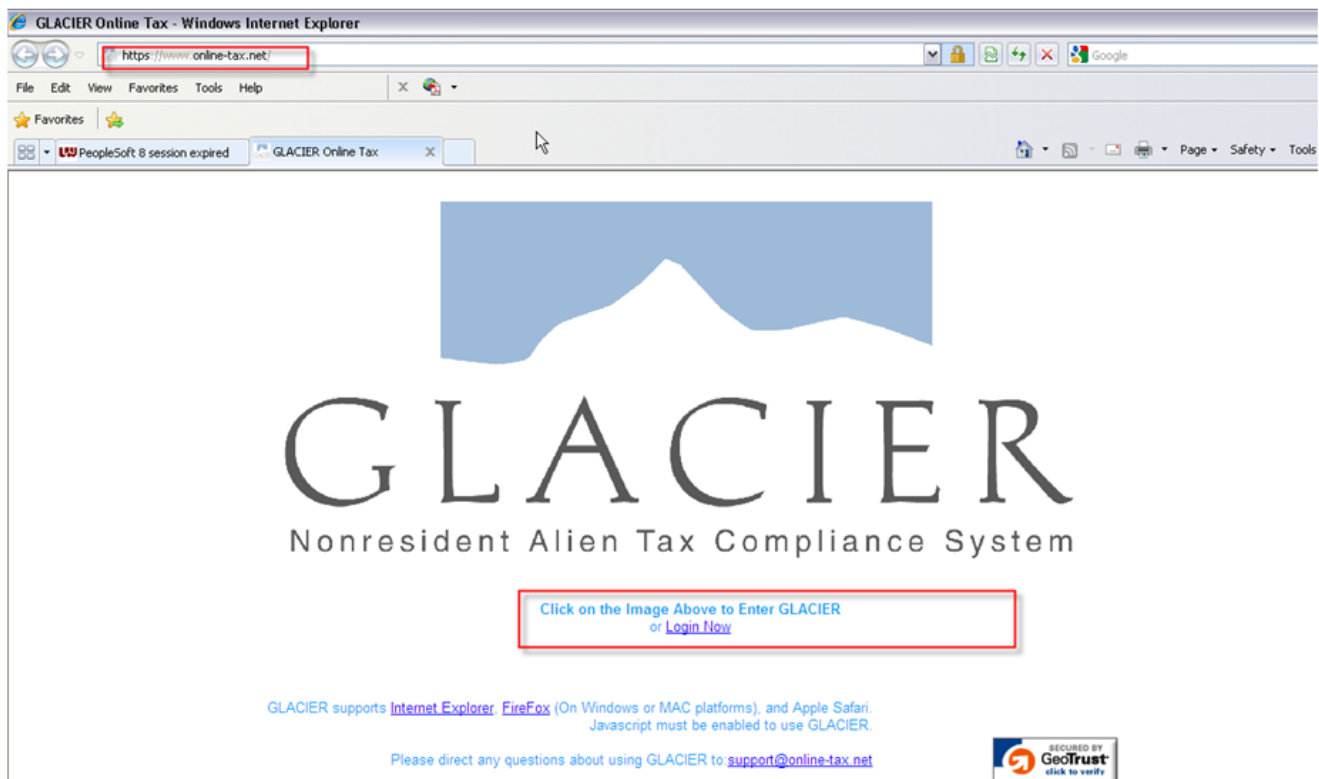 GLACIER Online Tax - Windows Internet Explorer
https://www.online-tax.net/
Google
File Edit View Favorites Tools Help
X
Favorites
UW PeopleSoft 8 session expired
GLACIER Online Tax X
Page Safety Tools
GLACIER
Nonresident Alien Tax Compliance System
Click on the Image Above to Enter GLACIER
or Login Now
GLACIER supports Internet Explorer, FireFox (On Windows or MAC platforms), and Apple Safari.
Javascript must be enabled to use GLACIER.
Please direct any questions about using GLACIER to:support@online-tax.net
SECURED BY
GeoTrust
click to verify